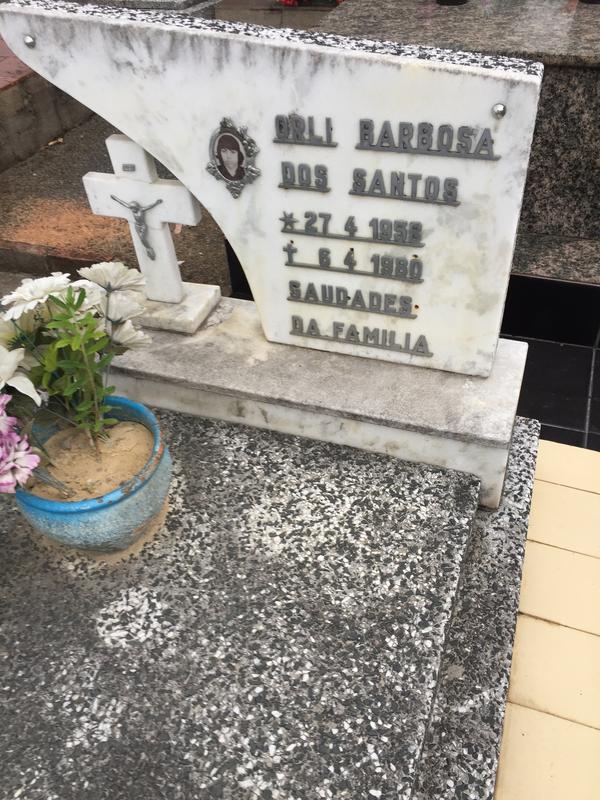 ORLI BARBOSA
DOS SANTOS
* 27 4 1958
† 6 4 1980
SAUDADES
DA FAMILIA